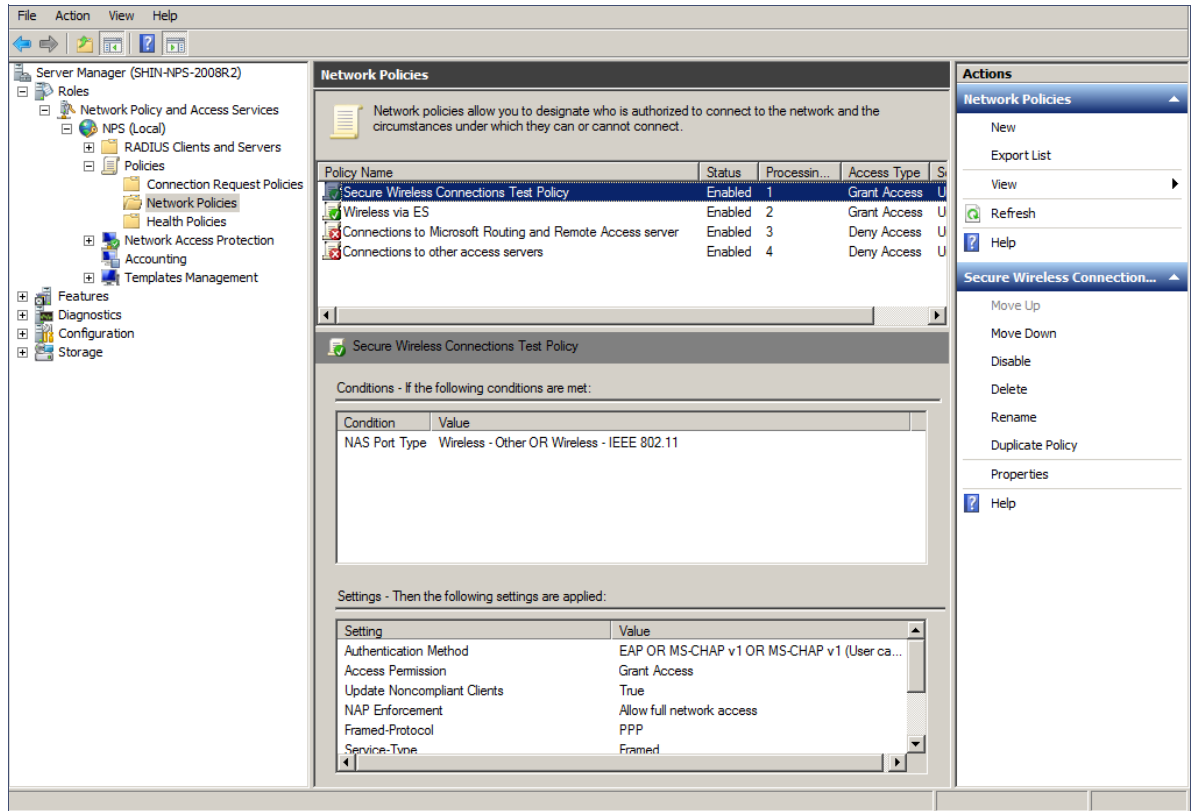 File Action View Help
Server Manager (SHIN-NPS-2008R2)
Roles
Network Policy and Access Services
NPS (Local)
RADIUS Clients and Servers
Policies
Connection Request Policies
Network Policies
Health Policies
Network Access Protection
Accounting
Templates Management
Features
Diagnostics
Configuration
Storage
Network Policies
Network policies allow you to designate who is authorized to connect to the network and the
circumstances under which they can or cannot connect.
Policy Name Status Processin... Access Type S
Secure Wireless Connections Test Policy Enabled 1 Grant Access U
Wireless via ES Enabled 2 Grant Access U
Connections to Microsoft Routing and Remote Access server Enabled 3 Deny Access U
Connections to other access servers Enabled 4 Deny Access U
Secure Wireless Connections Test Policy
Conditions - If the following conditions are met:
Condition Value
NAS Port Type Wireless - Other OR Wireless - IEEE 802.11
Settings - Then the following settings are applied:
Setting Value
Authentication Method EAP OR MS-CHAP v1 OR MS-CHAP v1 (User ca...
Access Permission Grant Access
Update Noncompliant Clients True
NAP Enforcement Allow full network access
Framed-Protocol PPP
Service-Type Framed
Actions
Network Policies
New
Export List
View
Refresh
Help
Secure Wireless Connection...
Move Up
Move Down
Disable
Delete
Rename
Duplicate Policy
Properties
Help